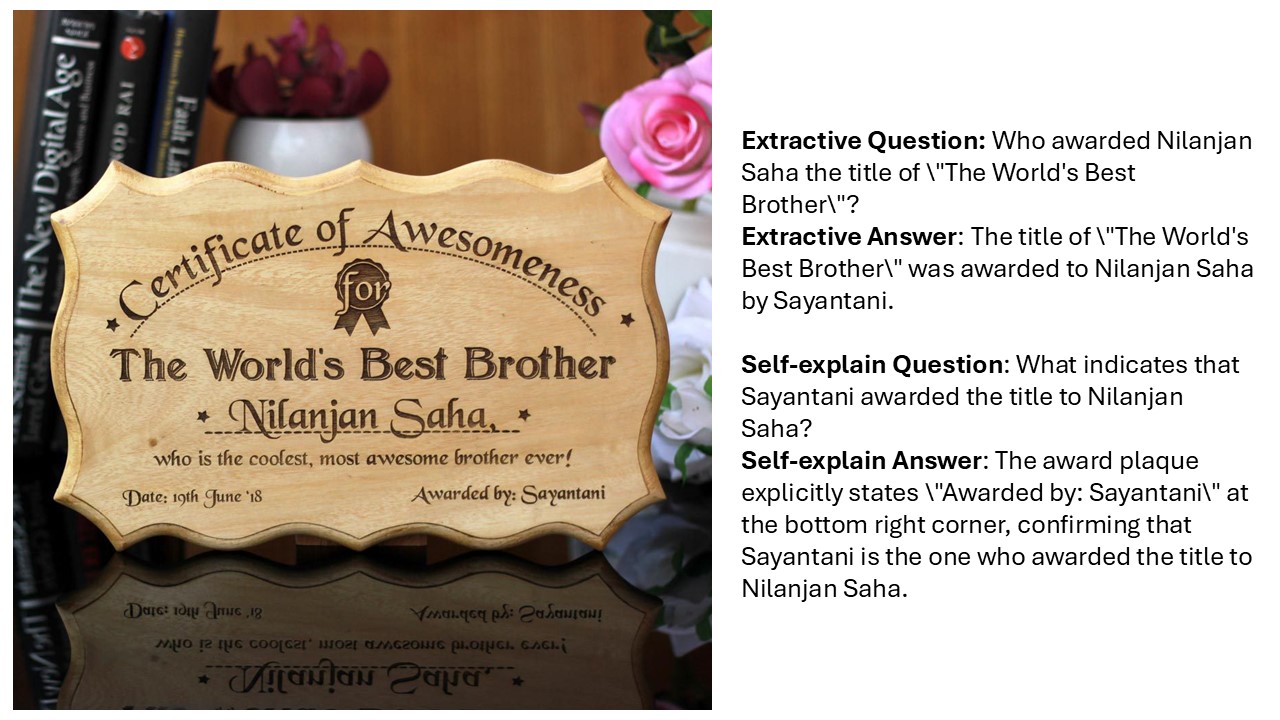 The New Digital Age
Certificate of Awesomeness
for
The World's Best Brother
Nilanjan Saha,
who is the coolest, most awesome brother ever!
Date: 19th June '18
Awarded by: Sayantani
Extractive Question: Who awarded Nilanjan
Saha the title of \"The World's Best
Brother\"?
Extractive Answer: The title of \"The World's
Best Brother\" was awarded to Nilanjan Saha
by Sayantani.
Self-explain Question: What indicates that
Sayantani awarded the title to Nilanjan
Saha?
Self-explain Answer: The award plaque
explicitly states \"Awarded by: Sayantani\" at
the bottom right corner, confirming that
Sayantani is the one who awarded the title to
Nilanjan Saha.